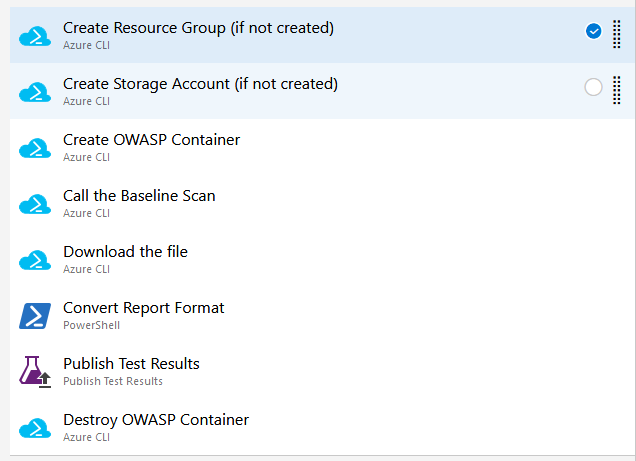 Create Resource Group (if not created)
Azure CLI
Create Storage Account (if not created)
Azure CLI
Create OWASP Container
Azure CLI
Call the Baseline Scan
Azure CLI
Download the file
Azure CLI
Convert Report Format
PowerShell
Publish Test Results
Publish Test Results
Destroy OWASP Container
Azure CLI